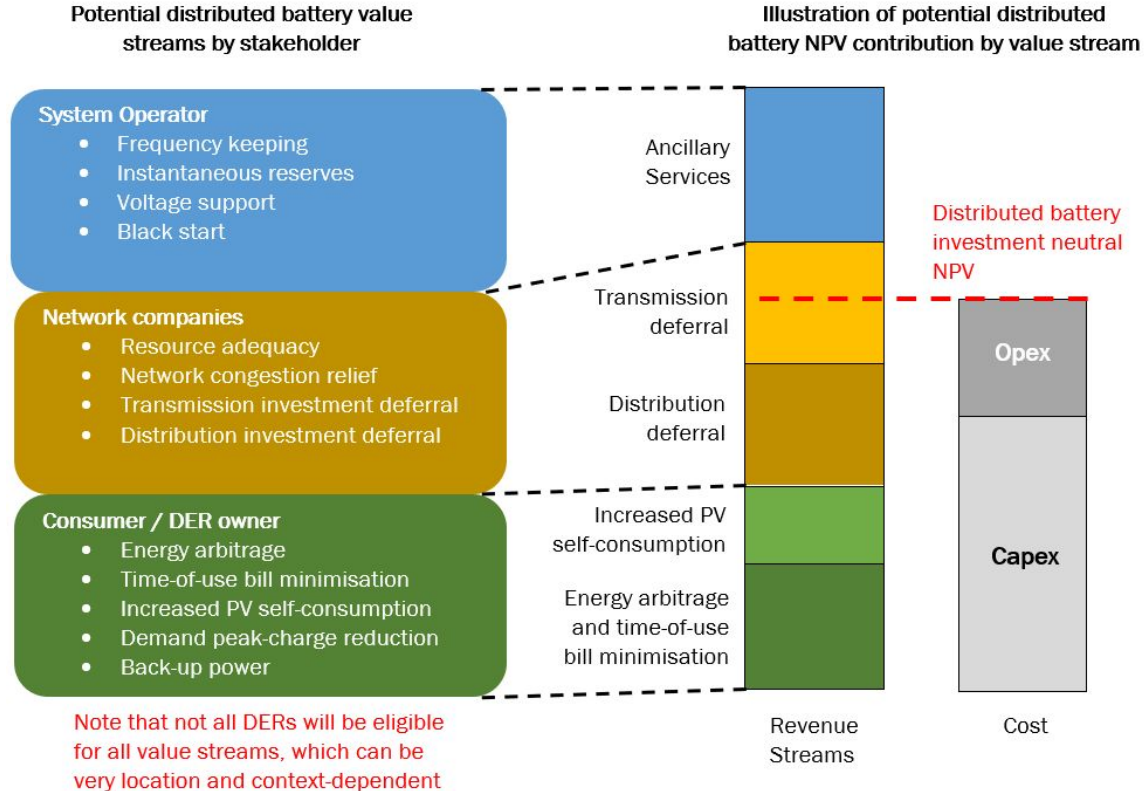 Potential distributed battery value
streams by stakeholder
System Operator
• Frequency keeping
• Instantaneous reserves
• Voltage support
• Black start
Network companies
• Resource adequacy
• Network congestion relief
• Transmission investment deferral
• Distribution investment deferral
Consumer / DER owner
• Energy arbitrage
• Time-of-use bill minimisation
• Increased PV self-consumption
• Demand peak-charge reduction
• Back-up power
Note that not all DERs will be eligible
for all value streams, which can be
very location and context-dependent
Illustration of potential distributed
battery NPV contribution by value stream
Ancillary
Services
Transmission
deferral
Distribution
deferral
Increased PV
self-consumption
Energy arbitrage
and time-of-use
bill minimisation
Revenue
Streams
Distributed battery
investment neutral
NPV
Opex
Capex
Cost